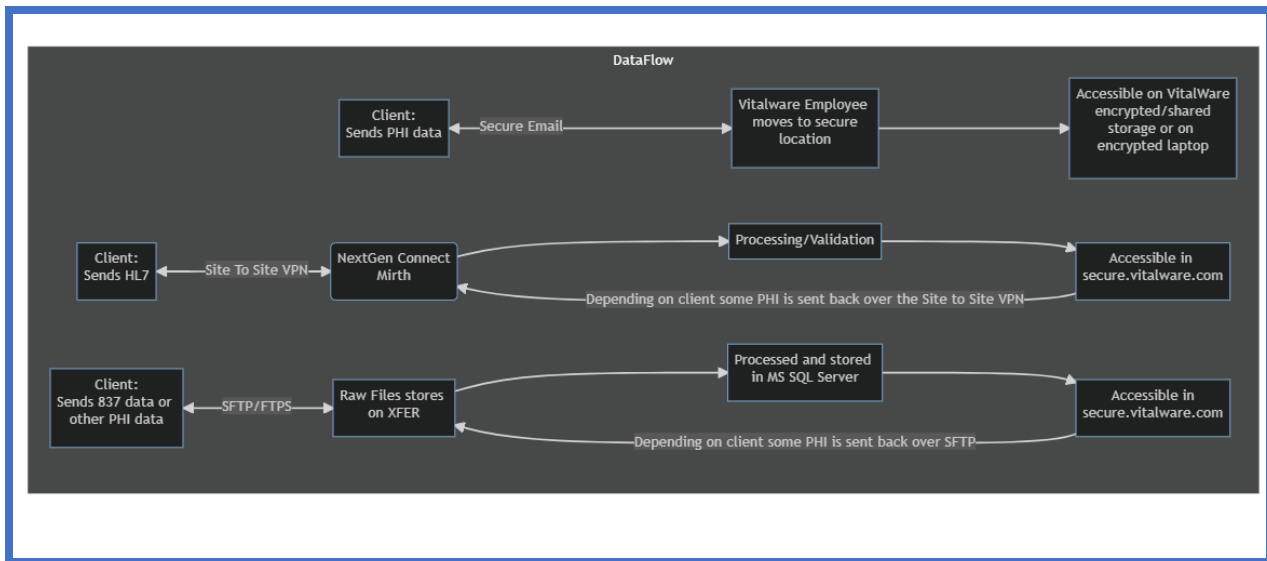 DataFlow
Client:
Sends PHI data
Secure Email
Vitalware Employee
moves to secure
location
Accessible on VitalWare
encrypted/shared
storage or on
encrypted laptop
Client:
Sends HL7
Site To Site VPN
NextGen Connect
Mirth
Processing/Validation
Accessible in
secure.vitalware.com
Depending on client some PHI is sent back over the Site to Site VPN
Client:
Sends 837 data or
other PHI data
SFTP/FTPS
Raw Files stores
on XFER
Processed and stored
in MS SQL Server
Accessible in
secure.vitalware.com
Depending on client some PHI is sent back over SFTP